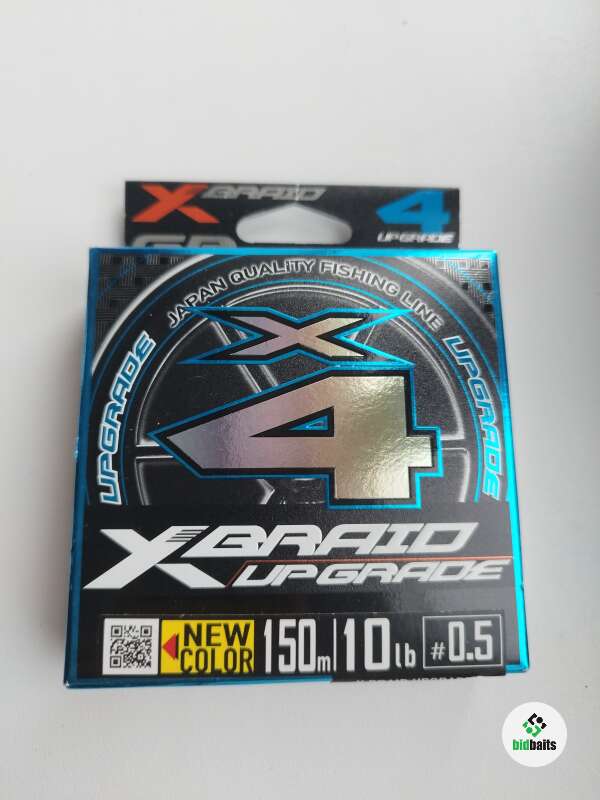 X BRAID
4
UPGRADE
JAPAN QUALITY FISHING LINE
UPGRADE
UPGRADE
X
4
X BRAID
UPGRADE
NEW COLOR
150m 10lb #0.5
bidbaits